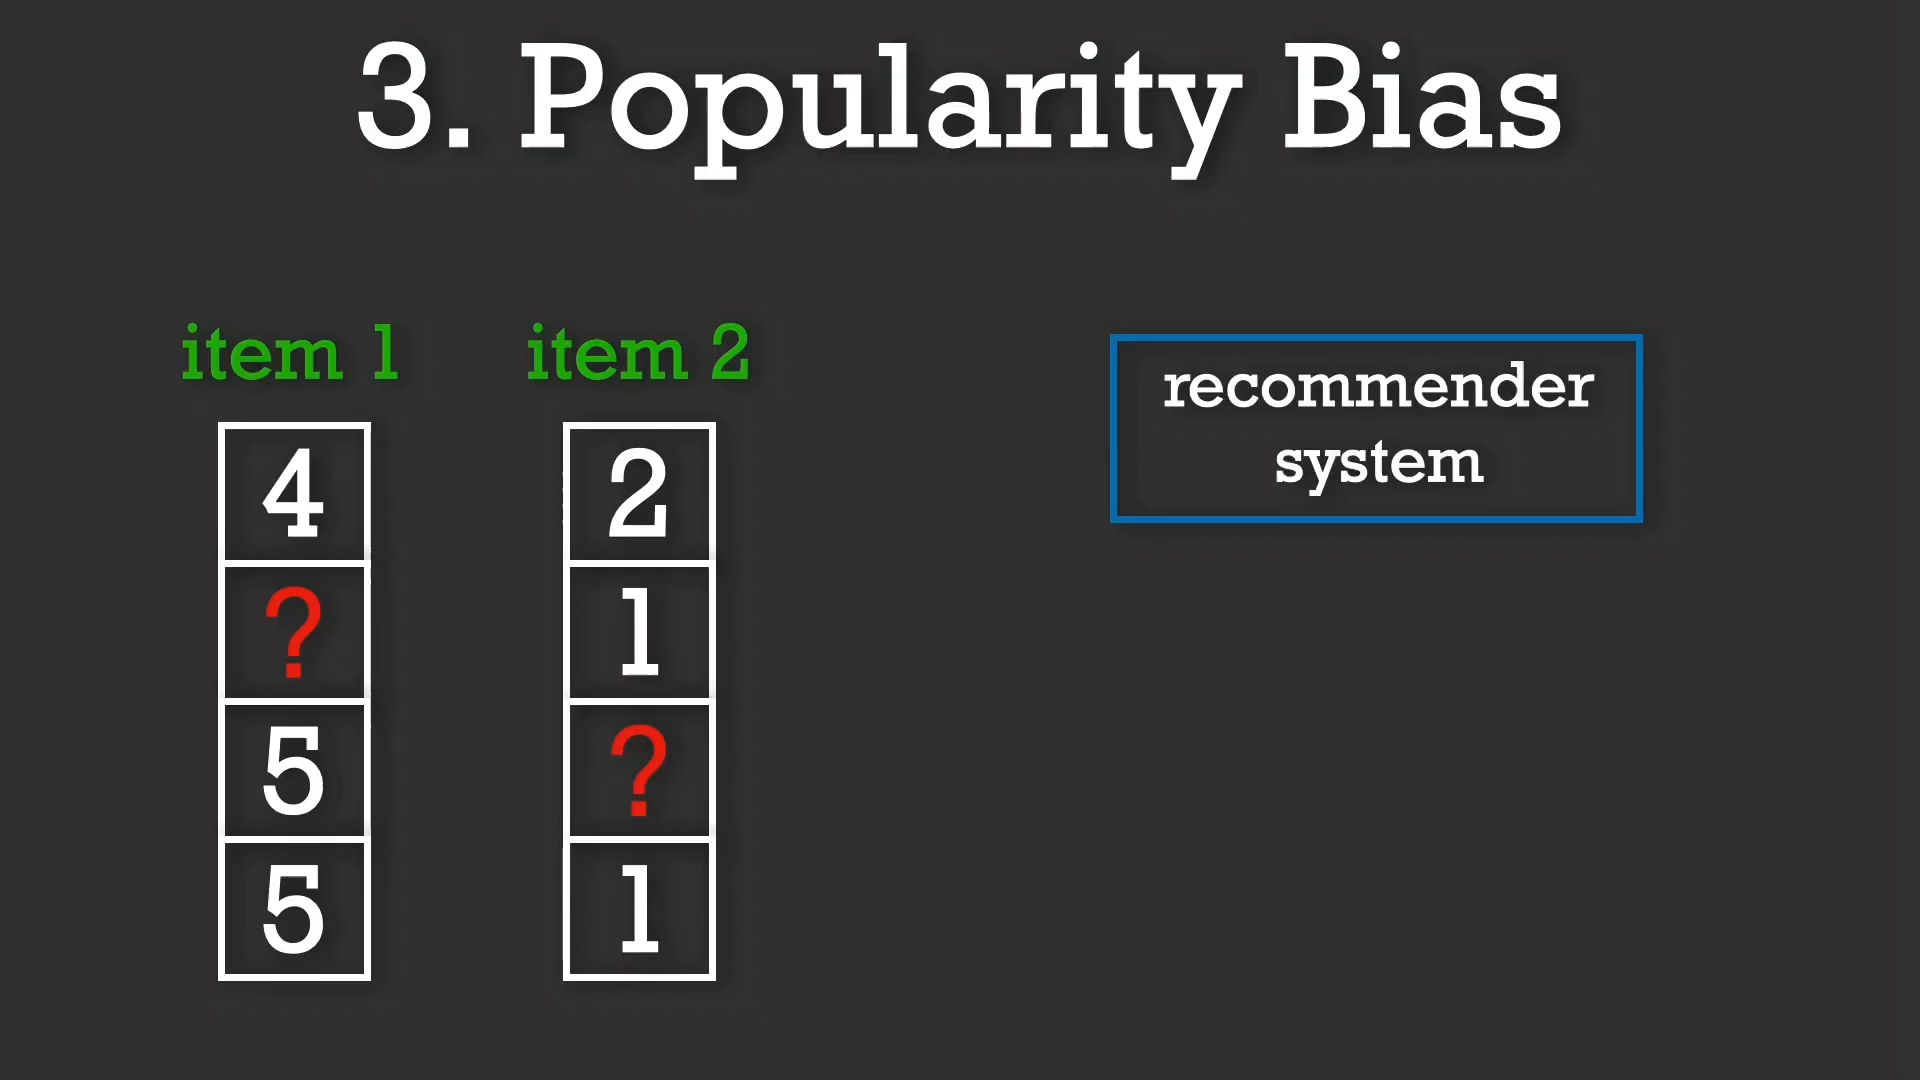 3. Popularity Bias
item 1
item 2
4
?
5
5
2
1
?
1
recommender
system